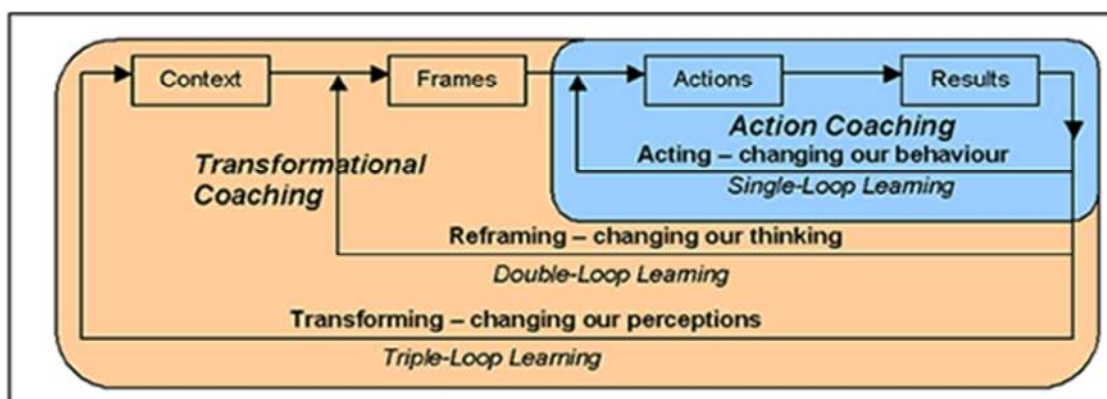 Context
Frames
Actions
Results
Action Coaching
Acting – changing our behaviour
Single-Loop Learning
Transformational
Coaching
Reframing – changing our thinking
Double-Loop Learning
Transforming – changing our perceptions
Triple-Loop Learning